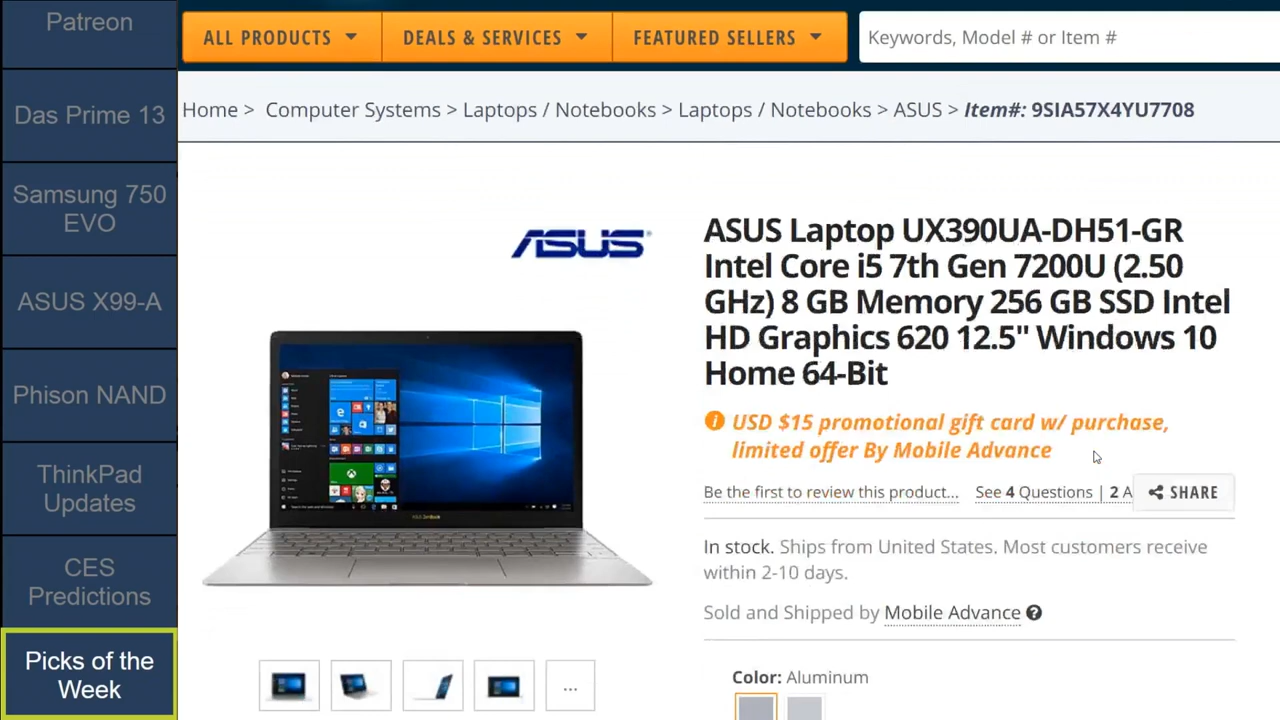 Patreon
Das Prime 13
Samsung 750
EVO
ASUS X99-A
Phison NAND
ThinkPad
Updates
CES
Predictions
Picks of the
Week
ALL PRODUCTS
DEALS & SERVICES
FEATURED SELLERS
Keywords, Model # or Item #
Home > Computer Systems > Laptops / Notebooks > Laptops / Notebooks > ASUS > Item#: 9SIA57X4YU7708
ASUS
ASUS Laptop UX390UA-DH51-GR
Intel Core i5 7th Gen 7200U (2.50
GHz) 8 GB Memory 256 GB SSD Intel
HD Graphics 620 12.5" Windows 10
Home 64-Bit
USD $15 promotional gift card w/ purchase,
limited offer By Mobile Advance
Be the first to review this product...
See 4 Questions | 2 A
SHARE
In stock. Ships from United States. Most customers receive
within 2-10 days.
Sold and Shipped by Mobile Advance
Color: Aluminum
...